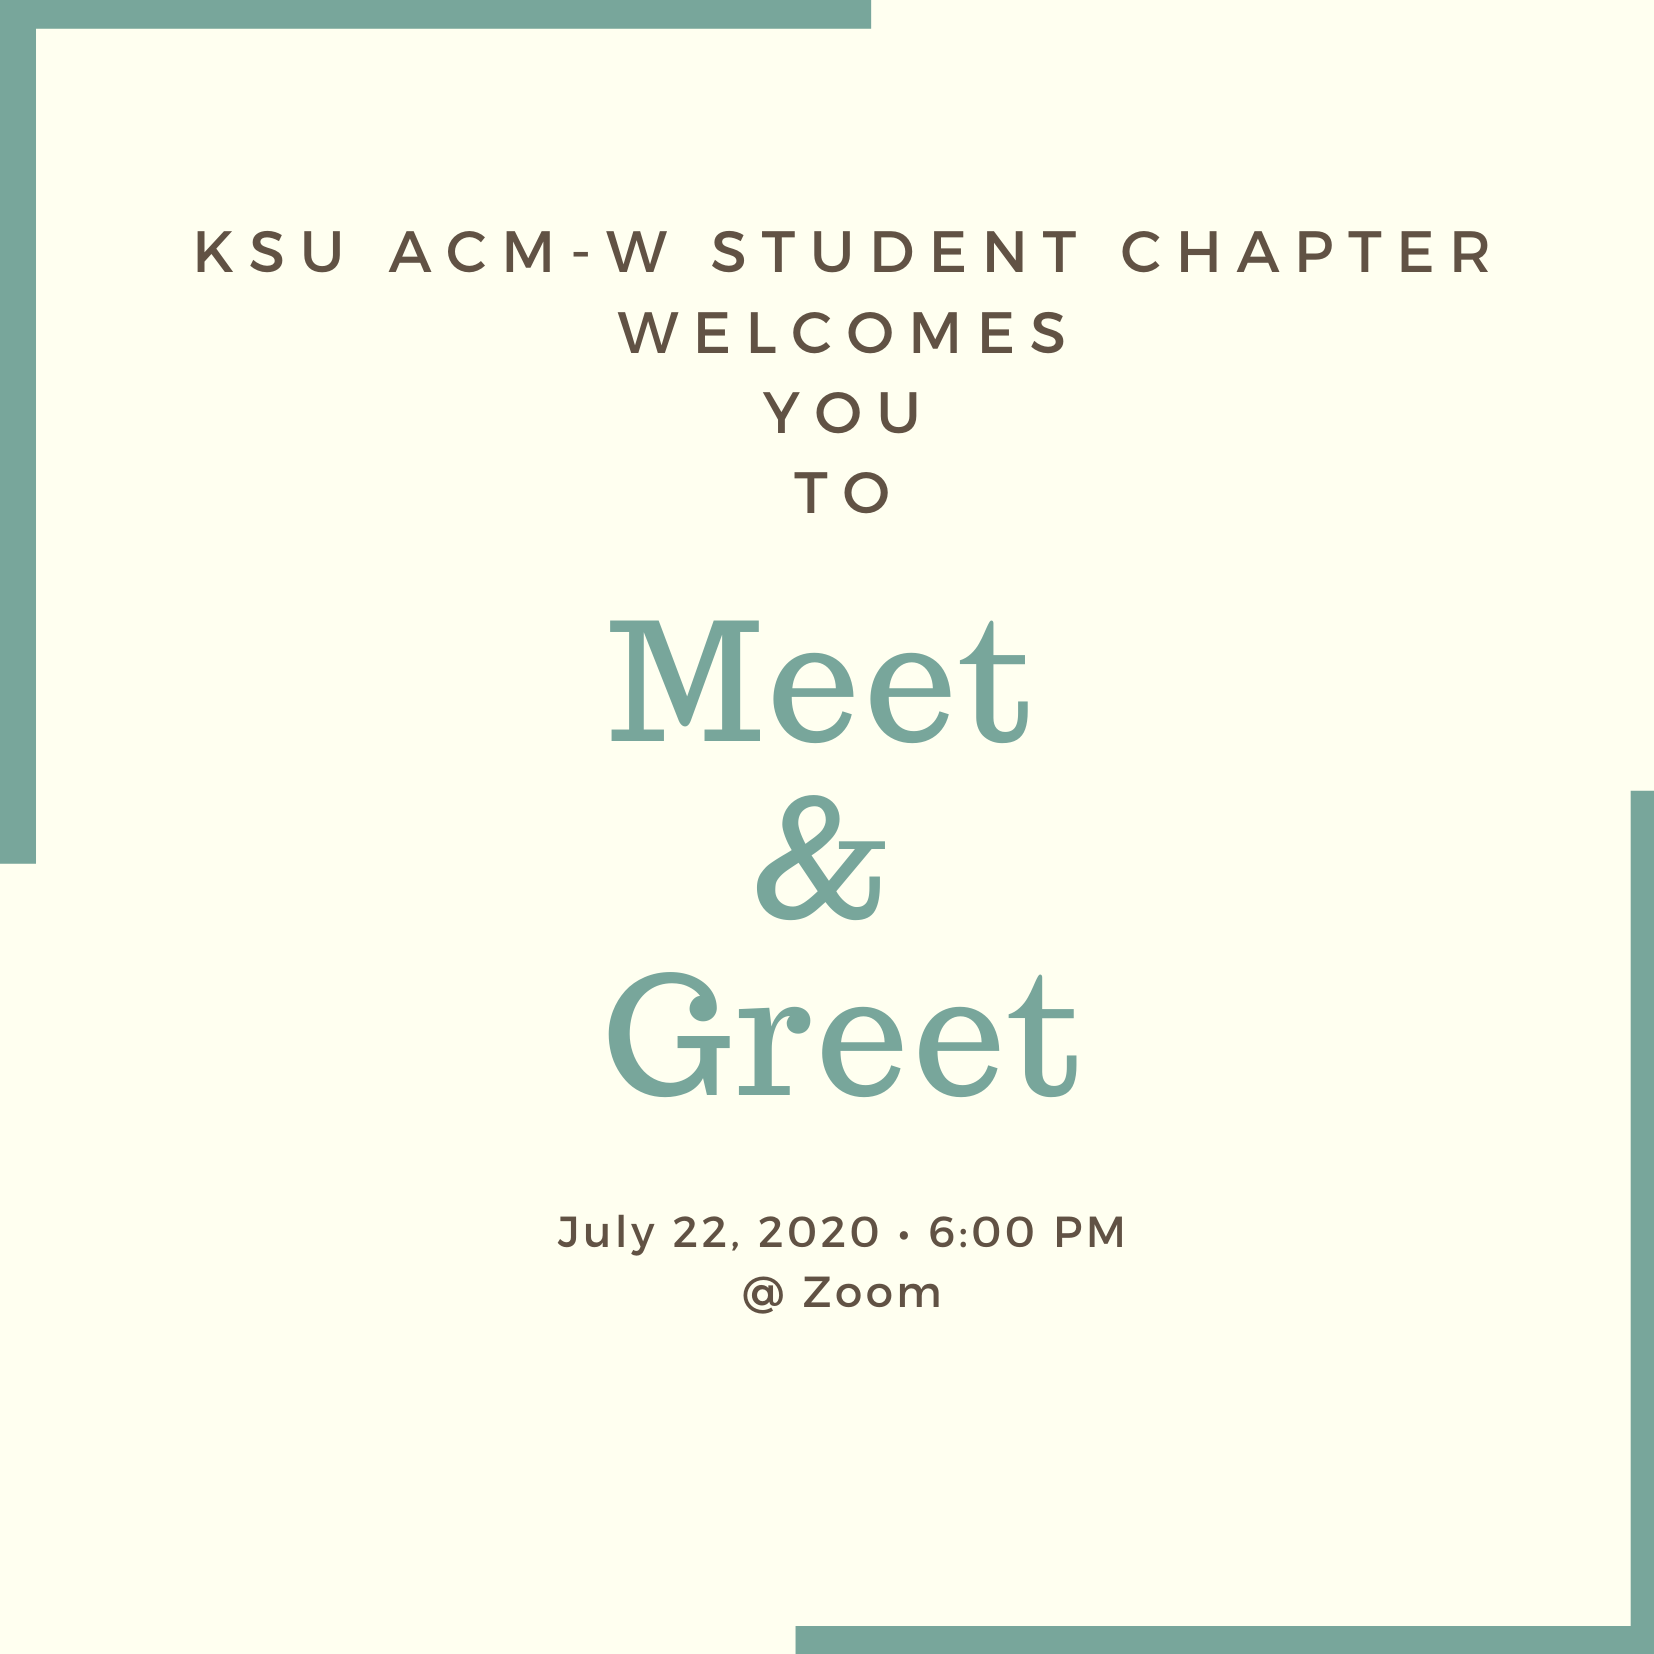 KSU ACM-W STUDENT CHAPTER
WELCOMES
YOU
TO
Meet
&
Greet
July 22, 2020 • 6:00 PM
@ Zoom